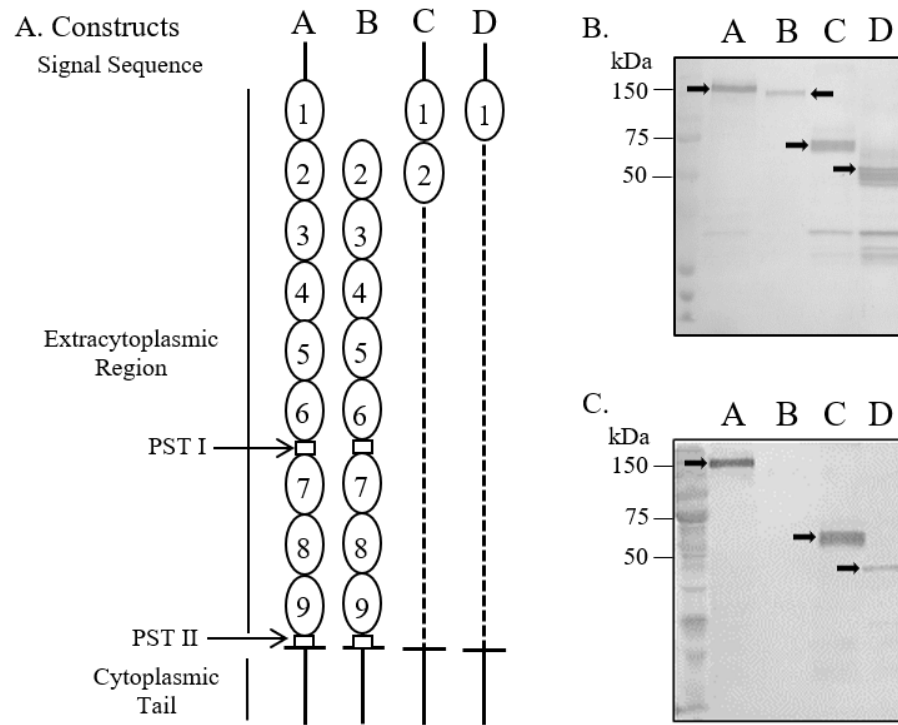 A. Constructs
A B C D
Signal Sequence
1 1 1
2 2 2
3 3
4 4
5 5
Extracytoplasmic
Region
6 6
PST I
7 7
8 8
9 9
PST II
Cytoplasmic
Tail
B.
A B C D
kDa
150
75
50
C.
A B C D
kDa
150
75
50